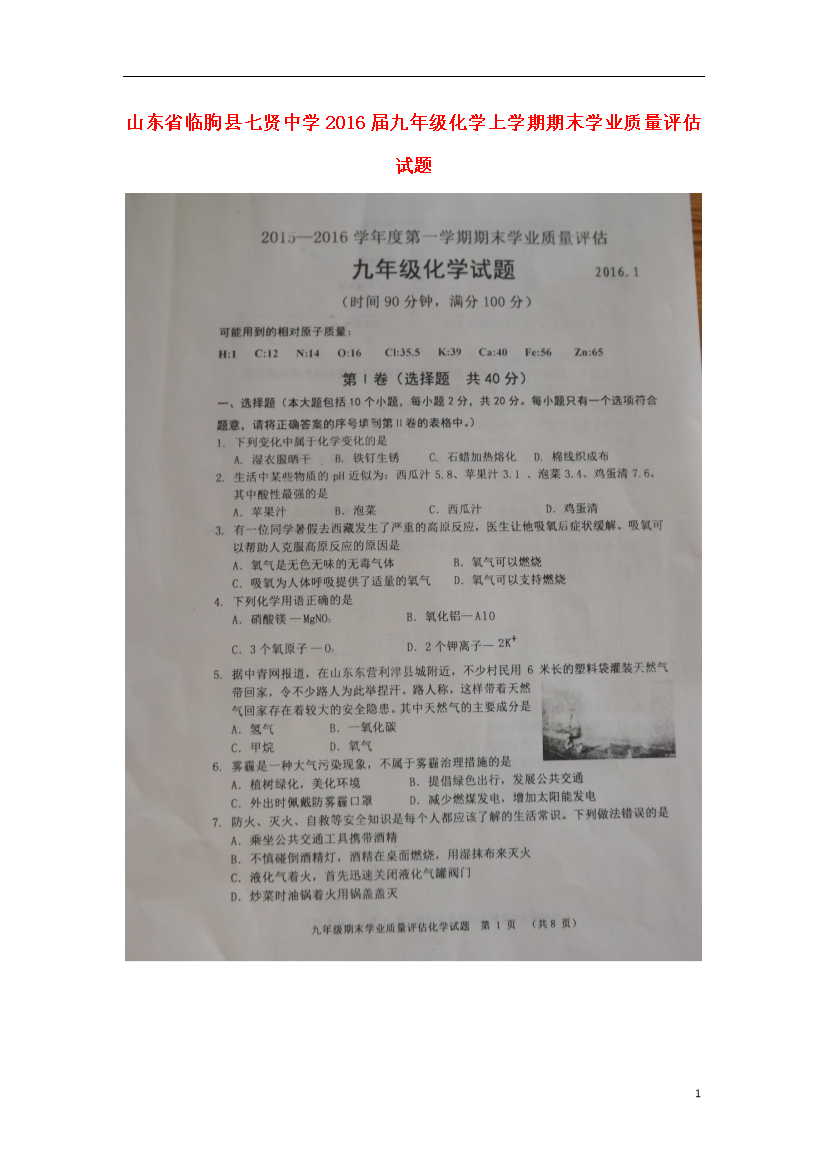 山东省临朐县七贤中学2016届九年级化学上学期期末学业质量评估
试题
2015—2016学年度第一学期期末学业质量评估
九年级化学试题 2016.1
（时间90分钟，满分100分）
可能用到的相对原子质量：
H:1 C:12 N:14 O:16 Cl:35.5 K:39 Ca:40 Fe:56 Zn:65
第Ⅰ卷（选择题 共40分）
一、选择题（本大题包括10个小题，每小题2分，共20分。每小题只有一个选项符合
题意，请将正确答案的序号填到第Ⅱ卷的表格中。）
1. 下列变化中属于化学变化的是
A. 湿衣服晒干 B. 铁钉生锈 C. 石蜡加热熔化 D. 棉线织成布
2. 生活中某些物质的pH近似为：西瓜汁5.8、苹果汁3.1 、泡菜3.4、鸡蛋清7.6，
其中酸性最强的是
A. 苹果汁 B. 泡菜 C. 西瓜汁 D. 鸡蛋清
3. 有一位同学暑假去西藏发生了严重的高原反应，医生让他吸氧后症状缓解。吸氧可
以帮助人克服高原反应的原因是
A. 氧气是无色无味的无毒气体 B. 氧气可以燃烧
C. 吸氧为人体呼吸提供了适量的氧气 D. 氧气可以支持燃烧
4. 下列化学用语正确的是
A. 硝酸镁—MgNO₃ B. 氧化铝—AlO
C. 3个氧原子—O₃ D. 2个钾离子—2K⁺
5. 据中青网报道，在山东东营利津县城附近，不少村民用6米长的塑料袋灌装天然气
带回家，令不少路人为此举捏汗。路人称，这样带着天然
气回家存在着较大的安全隐患。其中天然气的主要成分是
A. 氢气 B. 一氧化碳
C. 甲烷 D. 氧气
6. 雾霾是一种大气污染现象，不属于雾霾治理措施的是
A. 植树绿化，美化环境 B. 提倡绿色出行，发展公共交通
C. 外出时佩戴防雾霾口罩 D. 减少燃煤发电，增加太阳能发电
7. 防火、灭火、自救等安全知识是每个人都应该了解的生活常识。下列做法错误的是
A. 乘坐公共交通工具携带酒精
B. 不慎碰倒酒精灯，酒精在桌面燃烧，用湿抹布来灭火
C. 液化气着火，首先迅速关闭液化气罐阀门
D. 炒菜时油锅着火用锅盖盖灭
九年级期末学业质量评估化学试题 第1页 （共8页）
1